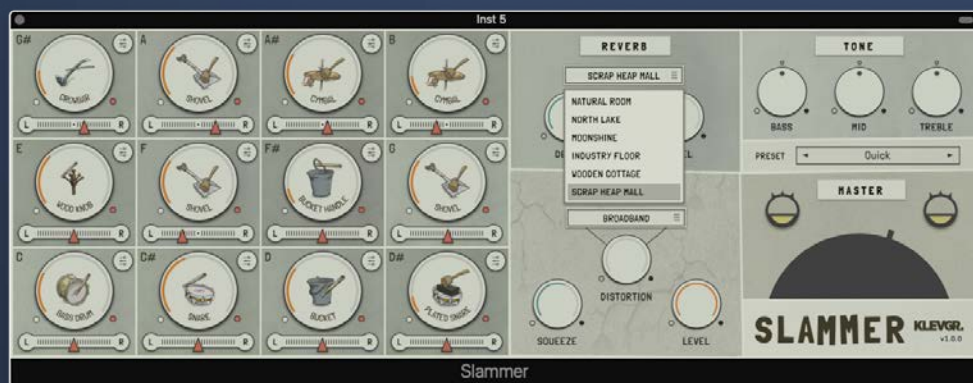 Inst 5
G# A A# B
CROWBAR SHOVEL CYMBAL CYMBAL
L R L R L R L R
E F F# G
WOOD KNOB SHOVEL BUCKET HANDLE SHOVEL
L R L R L R L R
C C# D D#
BASS DRUM SNARE BUCKET PLATED SNARE
L R L R L R L R
REVERB
SCRAP HEAP MALL
NATURAL ROOM
NORTH LAKE
MOONSHINE
INDUSTRY FLOOR
WOODEN COTTAGE
SCRAP HEAP MALL
BROADBAND
DISTORTION
SQUEEZE LEVEL
TONE
BASS MID TREBLE
PRESET Quick
MASTER
SLAMMER KLEVGR.
v1.0.0
Slammer